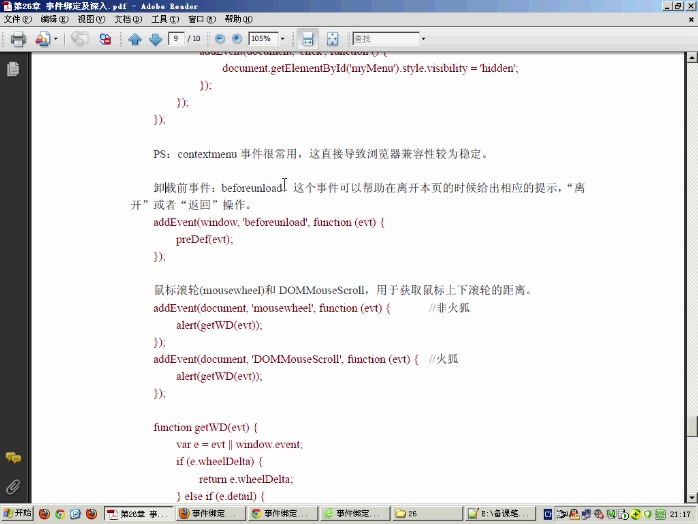 第26章 事件绑定及深入.pdf - Adobe Reader
文件(F) 编辑(E) 视图(V) 文档(D) 工具(T) 窗口(W) 帮助(H)
9 / 10 105% 查找
addEvent(document, 'click', function () {
document.getElementById('myMenu').style.visibility = 'hidden';
});
});
});
PS：contextmenu 事件很常用，这直接导致浏览器兼容性较为稳定。
卸载前事件：beforeunload，这个事件可以帮助在离开本页的时候给出相应的提示，“离
开”或者“返回”操作。
addEvent(window, 'beforeunload', function (evt) {
preDef(evt);
});
鼠标滚轮(mousewheel)和 DOMMouseScroll，用于获取鼠标上下滚轮的距离。
addEvent(document, 'mousewheel', function (evt) { //非火狐
alert(getWD(evt));
});
addEvent(document, 'DOMMouseScroll', function (evt) { //火狐
alert(getWD(evt));
});
function getWD(evt) {
var e = evt || window.event;
if (e.wheelDelta) {
return e.wheelDelta;
} else if (e.detail) {
开始 第26章 事... 事件绑定... 事件绑定... 事件绑定... 26 E:\备课笔... 21:17